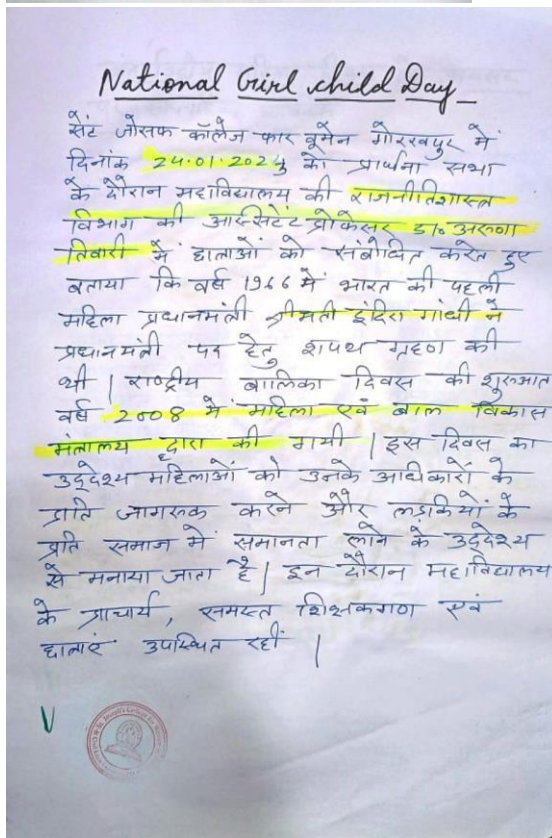 National Girl child Day
सेंट जोसफ कॉलेज फार वूमेन गोरखपुर में
दिनांक 24.01.2024 को प्रार्थना सभा
के दौरान महाविद्यालय की राजनीतिशास्त्र
विभाग की आस्सिटेंट प्रोफेसर डा० अरुणा
तिवारी में छात्राओं को संबोधित करते हुए
बताया कि वर्ष 1966 में भारत की पहली
महिला प्रधानमंत्री श्रीमती इंदिरा गांधी ने
प्रधानमंत्री पद हेतु शपथ ग्रहण की
थी | राष्ट्रीय बालिका दिवस की शुरुआत
वर्ष 2008 में महिला एवं बाल विकास
मंत्रालय द्वारा की गयी | इस दिवस का
उद्देश्य महिलाओं को उनके अधिकारों के
प्रति जागरुक करने और लड़कियों के
प्रति समाज में समानता लाने के उद्देश्य
से मनाया जाता है | इन दौरान महाविद्यालय
के प्राचार्य, समस्त शिक्षकगण एवं
छात्राएं उपस्थित रहीं |